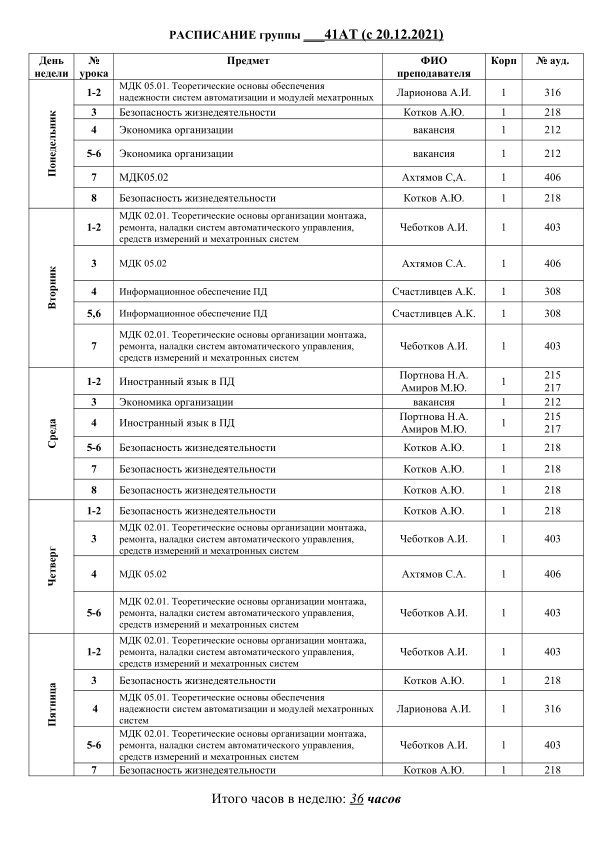 РАСПИСАНИЕ группы ___41АТ (с 20.12.2021)
День недели № урока Предмет ФИО преподавателя Корп № ауд.
Понедельник
1-2 МДК 05.01. Теоретические основы обеспечения
надежности систем автоматизации и модулей мехатронных Ларионова А.И. 1 316
3 Безопасность жизнедеятельности Котков А.Ю. 1 218
4 Экономика организации вакансия 1 212
5-6 Экономика организации вакансия 1 212
7 МДК05.02 Ахтямов С,А. 1 406
8 Безопасность жизнедеятельности Котков А.Ю. 1 218
Вторник
1-2 МДК 02.01. Теоретические основы организации монтажа,
ремонта, наладки систем автоматического управления,
средств измерений и мехатронных систем Чеботков А.И. 1 403
3 МДК 05.02 Ахтямов С.А. 1 406
4 Информационное обеспечение ПД Счастливцев А.К. 1 308
5,6 Информационное обеспечение ПД Счастливцев А.К. 1 308
7 МДК 02.01. Теоретические основы организации монтажа,
ремонта, наладки систем автоматического управления,
средств измерений и мехатронных систем Чеботков А.И. 1 403
Среда
1-2 Иностранный язык в ПД Портнова Н.А. 1 215
Амиров М.Ю. 217
3 Экономика организации вакансия 1 212
4 Иностранный язык в ПД Портнова Н.А. 1 215
Амиров М.Ю. 217
5-6 Безопасность жизнедеятельности Котков А.Ю. 1 218
7 Безопасность жизнедеятельности Котков А.Ю. 1 218
8 Безопасность жизнедеятельности Котков А.Ю. 1 218
Четверг
1-2 Безопасность жизнедеятельности Котков А.Ю. 1 218
3 МДК 02.01. Теоретические основы организации монтажа,
ремонта, наладки систем автоматического управления,
средств измерений и мехатронных систем Чеботков А.И. 1 403
4 МДК 05.02 Ахтямов С.А. 1 406
5-6 МДК 02.01. Теоретические основы организации монтажа,
ремонта, наладки систем автоматического управления,
средств измерений и мехатронных систем Чеботков А.И. 1 403
Пятница
1-2 МДК 02.01. Теоретические основы организации монтажа,
ремонта, наладки систем автоматического управления,
средств измерений и мехатронных систем Чеботков А.И. 1 403
3 Безопасность жизнедеятельности Котков А.Ю. 1 218
4 МДК 05.01. Теоретические основы обеспечения
надежности систем автоматизации и модулей мехатронных
систем Ларионова А.И. 1 316
5-6 МДК 02.01. Теоретические основы организации монтажа,
ремонта, наладки систем автоматического управления,
средств измерений и мехатронных систем Чеботков А.И. 1 403
7 Безопасность жизнедеятельности Котков А.Ю. 1 218
Итого часов в неделю: 36 часов